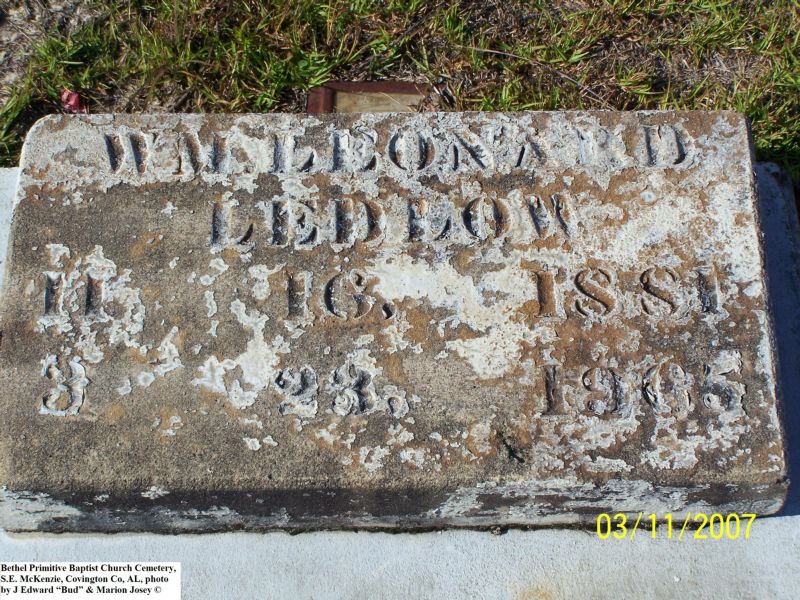 WM. LEONARD
LEDLOW
11 16, 1881
3 23, 1965
03/11/2007
Bethel Primitive Baptist Church Cemetery,
S.E. McKenzie, Covington Co, AL, photo
by J Edward “Bud” & Marion Josey ©